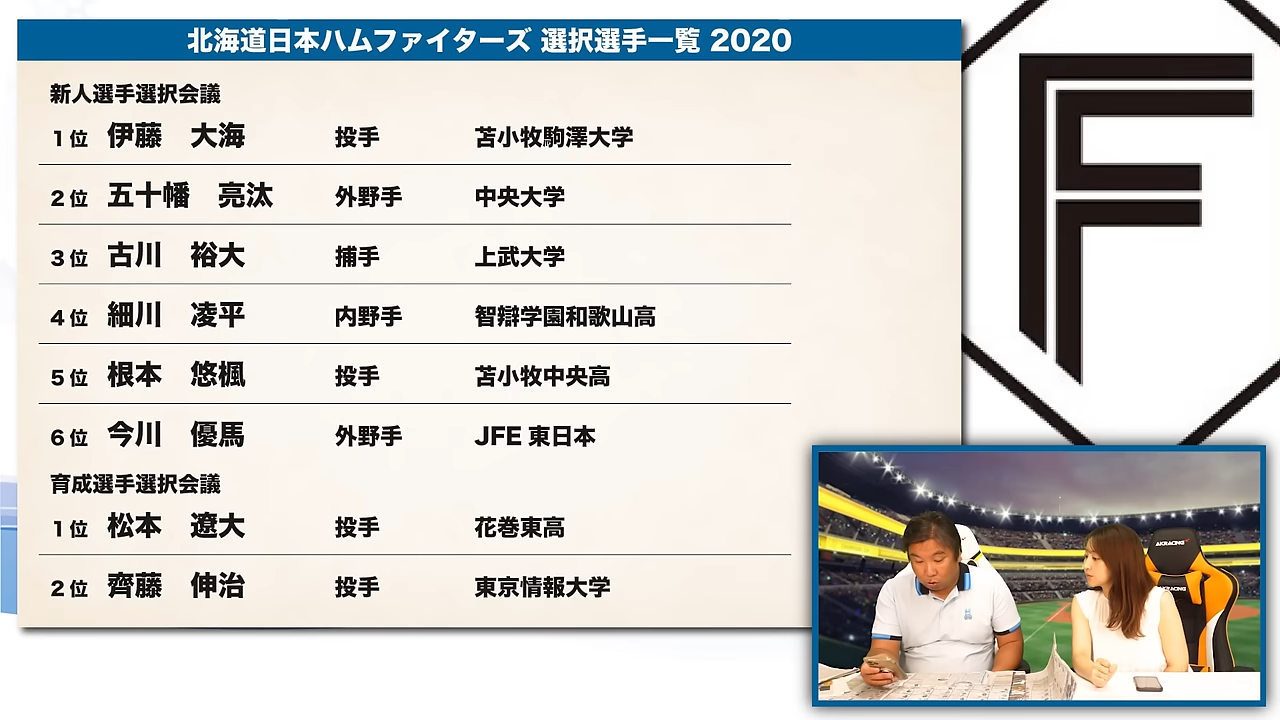 北海道日本ハムファイターズ 選択選手一覧 2020
新人選手選択会議
1位 伊藤 大海 投手 苫小牧駒澤大学
2位 五十幡 亮汰 外野手 中央大学
3位 古川 裕大 捕手 上武大学
4位 細川 凌平 内野手 智辯学園和歌山高
5位 根本 悠楓 投手 苫小牧中央高
6位 今川 優馬 外野手 JFE 東日本
育成選手選択会議
1位 松本 遼大 投手 花巻東高
2位 齊藤 伸治 投手 東京情報大学
F
AKRACING
AKRACING